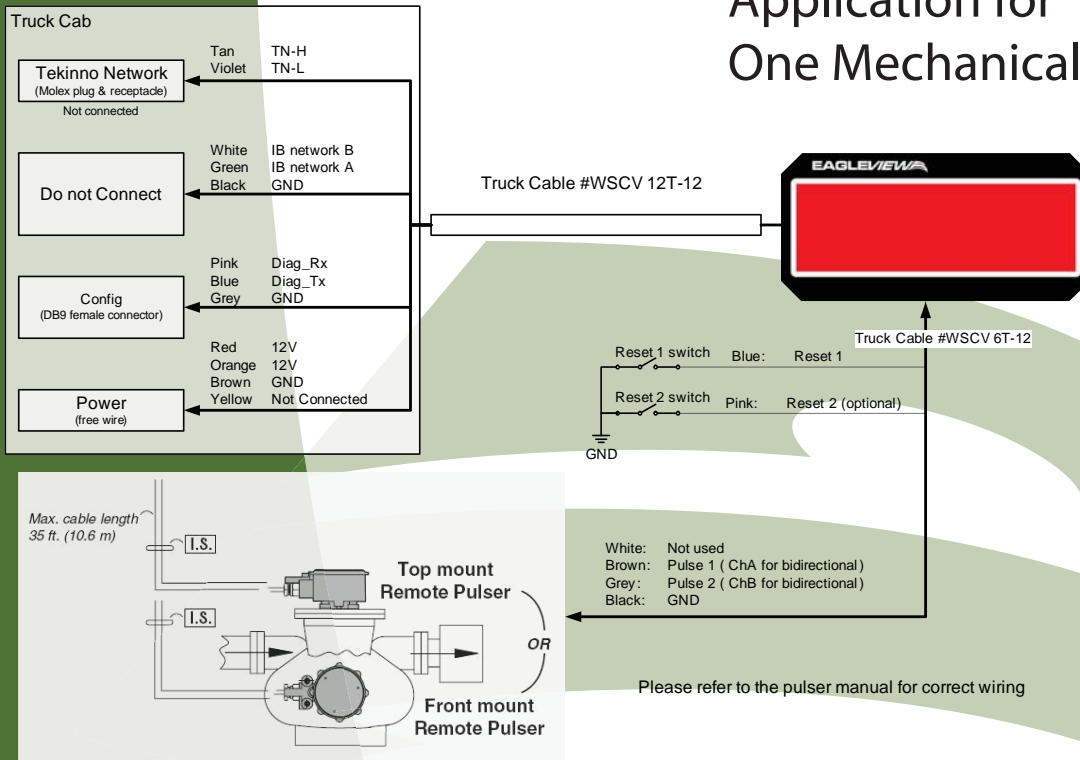 Application for
One Mechanical
Truck Cab
Tekinno Network
(Molex plug & receptacle)
Not connected
Tan TN-H
Violet TN-L
Do not Connect
White IB network B
Green IB network A
Black GND
Config
(DB9 female connector)
Pink Diag_Rx
Blue Diag_Tx
Grey GND
Power
(free wire)
Red 12V
Orange 12V
Brown GND
Yellow Not Connected
Truck Cable #WSCV 12T-12
EAGLEVIEW
Truck Cable #WSCV 6T-12
Reset 1 switch Blue: Reset 1
Reset 2 switch Pink: Reset 2 (optional)
GND
White: Not used
Brown: Pulse 1 ( ChA for bidirectional)
Grey: Pulse 2 ( ChB for bidirectional)
Black: GND
Please refer to the pulser manual for correct wiring
Max. cable length
35 ft. (10.6 m)
I.S.
I.S.
Top mount
Remote Pulser
OR
Front mount
Remote Pulser